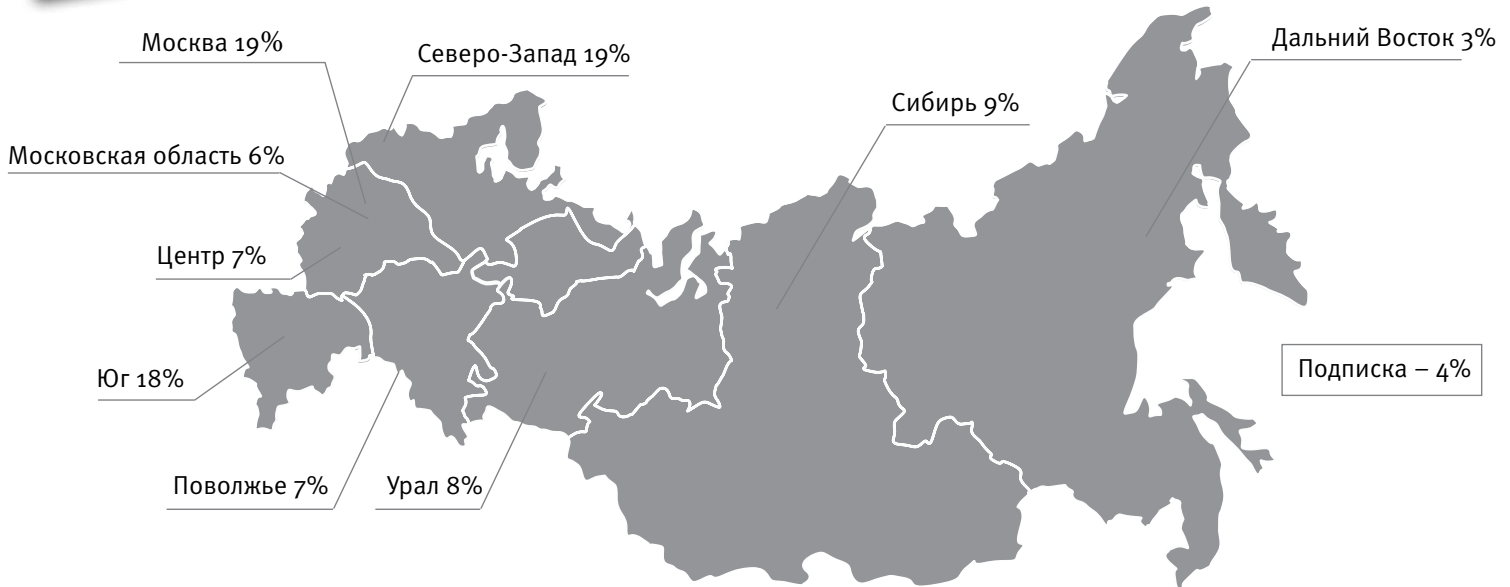 Москва 19%
Северо-Запад 19%
Дальний Восток 3%
Сибирь 9%
Московская область 6%
Центр 7%
Подписка – 4%
Юг 18%
Поволжье 7%
Урал 8%